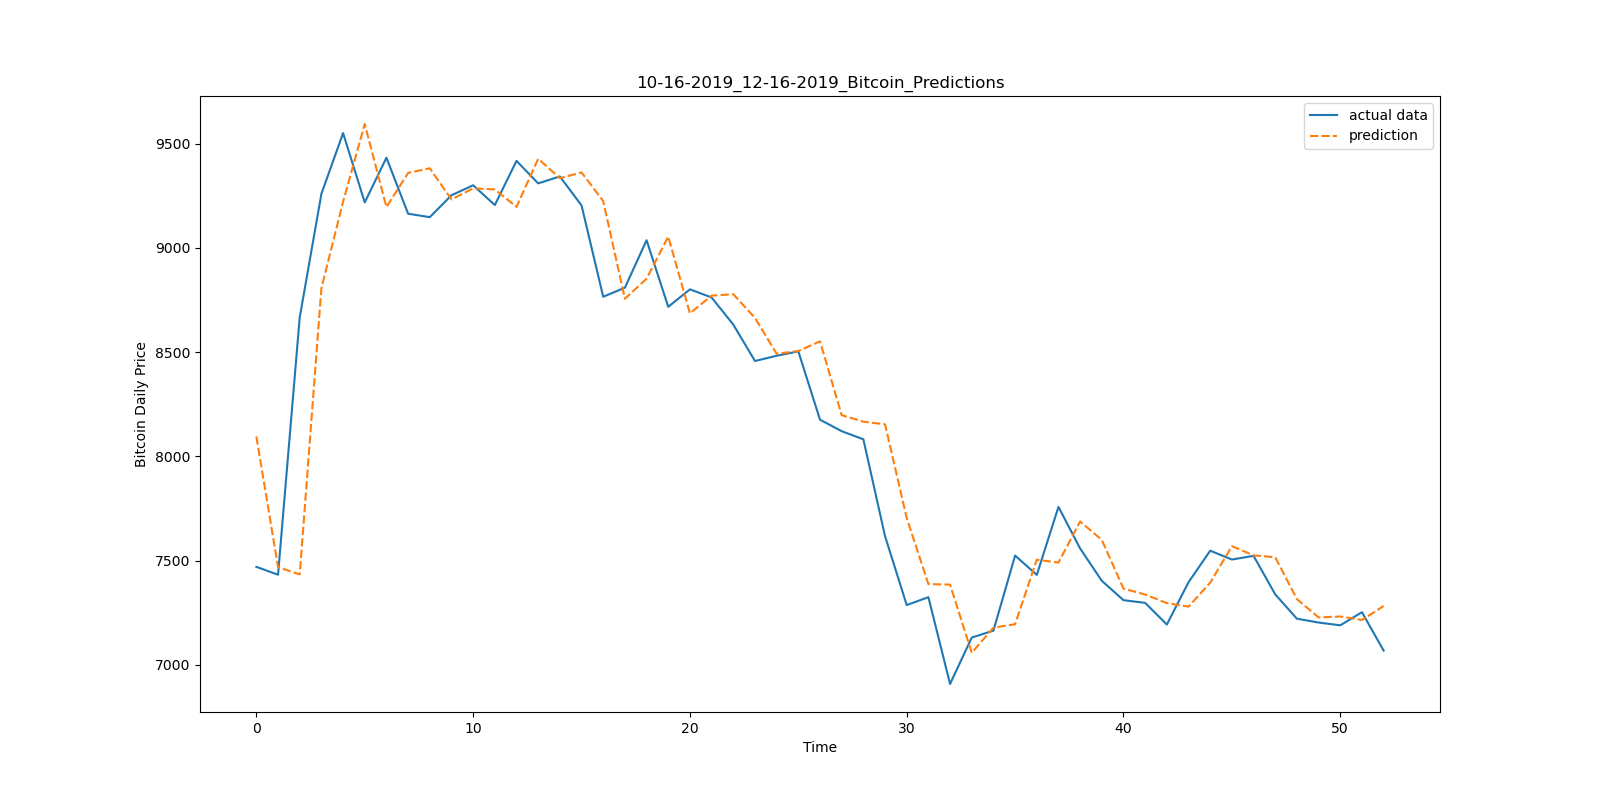 10-16-2019_12-16-2019_Bitcoin_Predictions
actual data
prediction
9500
9000
8500
8000
7500
7000
Bitcoin Daily Price
0 10 20 30 40 50
Time